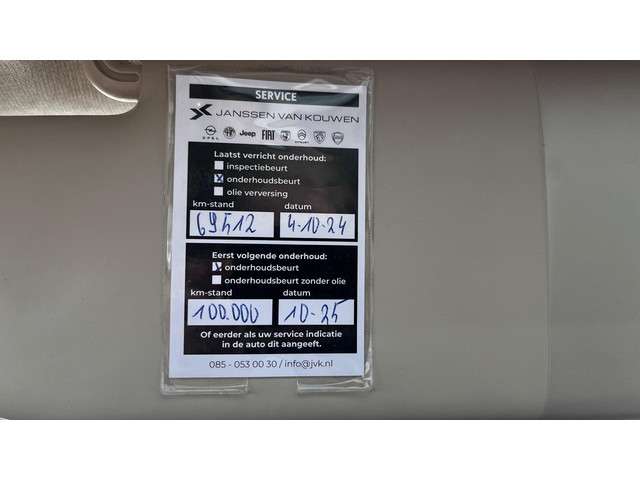 SERVICE
JANSSEN VAN KOUWEN
OPEL Jeep FIAT
Laatst verricht onderhoud:
inspectiebeurt
x onderhoudsbeurt
olie verversing
km-stand datum
69512 4-10-24
Eerst volgende onderhoud:
onderhoudsbeurt
onderhoudsbeurt zonder olie
km-stand datum
100.000 10-25
Of eerder als uw service indicatie
in de auto dit aangeeft.
085 - 053 00 30 / info@jvk.nl